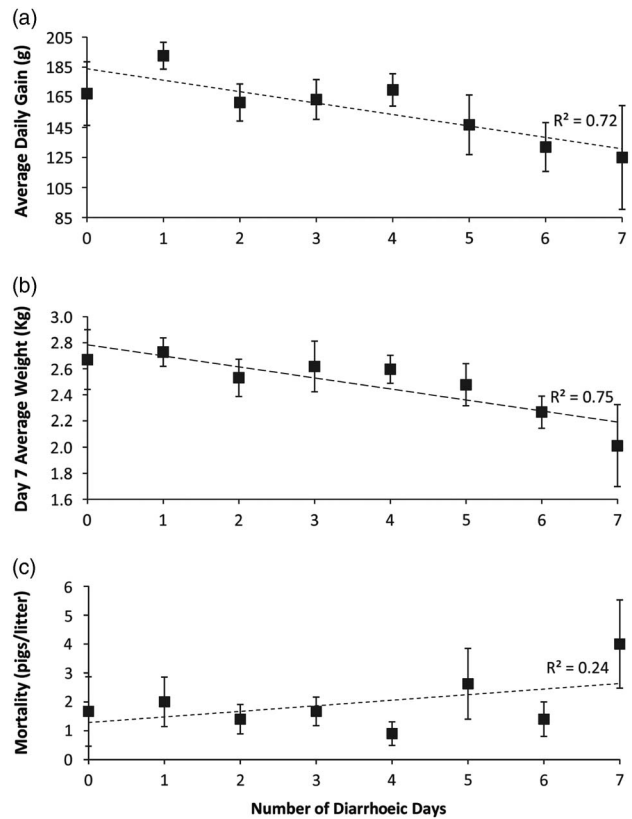 (a)
Average Daily Gain (g)
205
185
165
145
125
105
85
R² = 0.72
0 1 2 3 4 5 6 7
(b)
Day 7 Average Weight (Kg)
3.0
2.8
2.6
2.4
2.2
2.0
1.8
1.6
R² = 0.75
0 1 2 3 4 5 6 7
(c)
Mortality (pigs/litter)
6
5
4
3
2
1
0
R² = 0.24
0 1 2 3 4 5 6 7
Number of Diarrhoeic Days